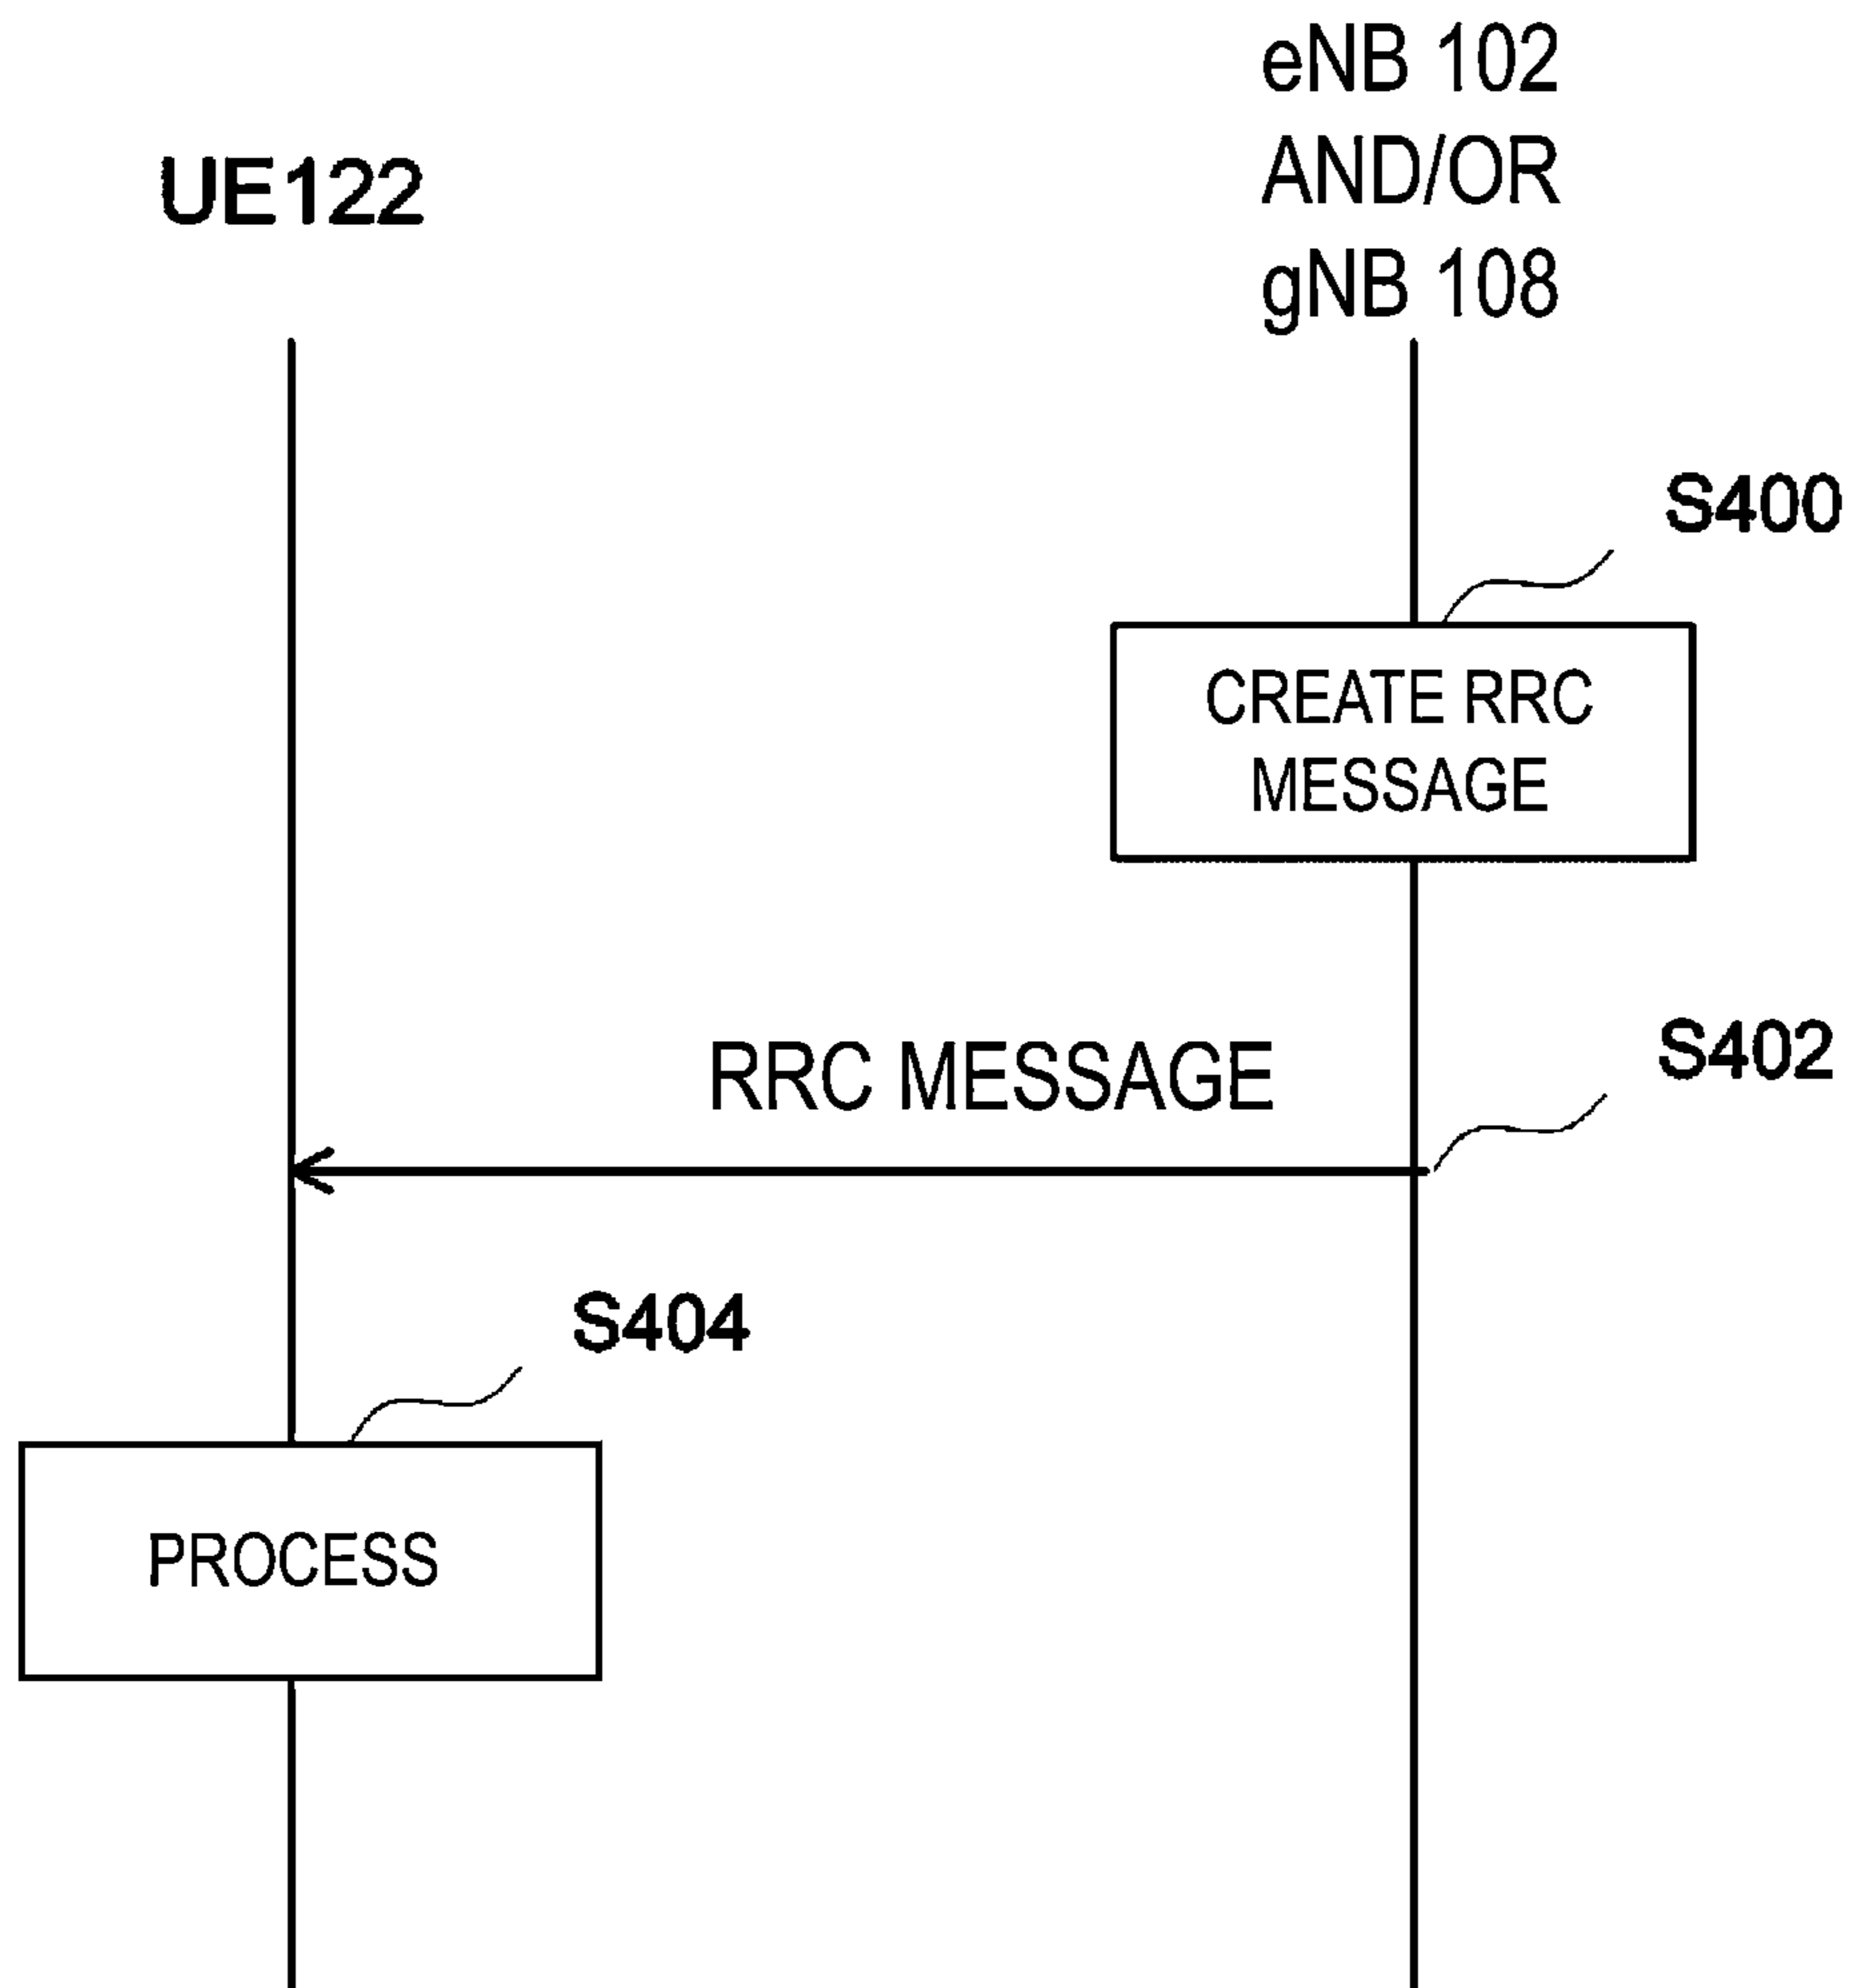 eNB 102
AND/OR
gNB 108
UE122
S400
CREATE RRC
MESSAGE
S402
RRC MESSAGE
S404
PROCESS